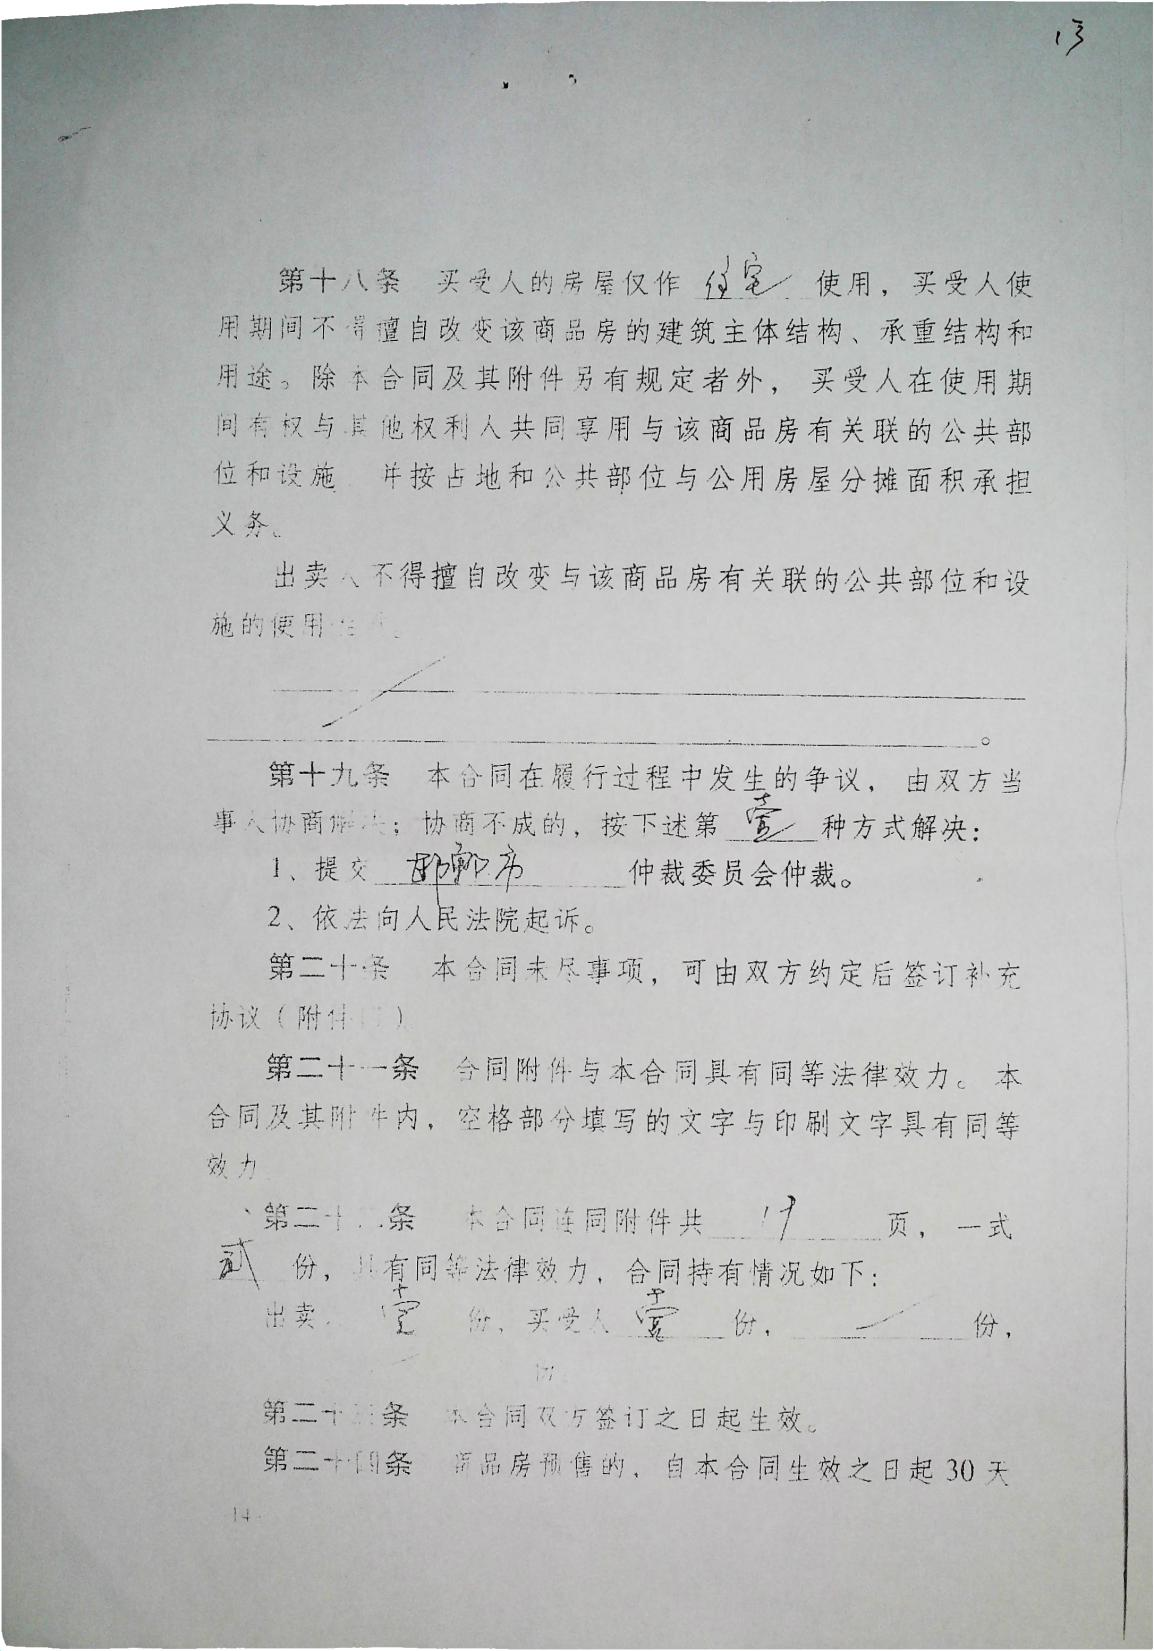 13
第十八条 买受人的房屋仅作 住宅 使用，买受人使
用期间不得擅自改变该商品房的建筑主体结构、承重结构和
用途。除本合同及其附件另有规定者外， 买受人在使用期
间有权与其他权利人共同享用与该商品房有关联的公共部
位和设施 并按占地和公共部位与公用房屋分摊面积承担
义务。
出卖人不得擅自改变与该商品房有关联的公共部位和设
施的使用
。
第十九条 本合同在履行过程中发生的争议，由双方当
事人协商解决；协商不成的，按下述第 壹 种方式解决：
1、提交 邯郸市 仲裁委员会仲裁。
2、依法向人民法院起诉。
第二十条 本合同未尽事项，可由双方约定后签订补充
协议（附件 ）
第二十一条 合同附件与本合同具有同等法律效力。本
合同及其附件内，空格部分填写的文字与印刷文字具有同等
效力
第二十二条 本合同连同附件共 页，一式
贰 份，具有同等法律效力，合同持有情况如下：
出卖 壹 份，买受人 壹 份， 份，
份
第二十三条 本合同双方签订之日起生效。
第二十四条 商品房预售的，自本合同生效之日起30天
14